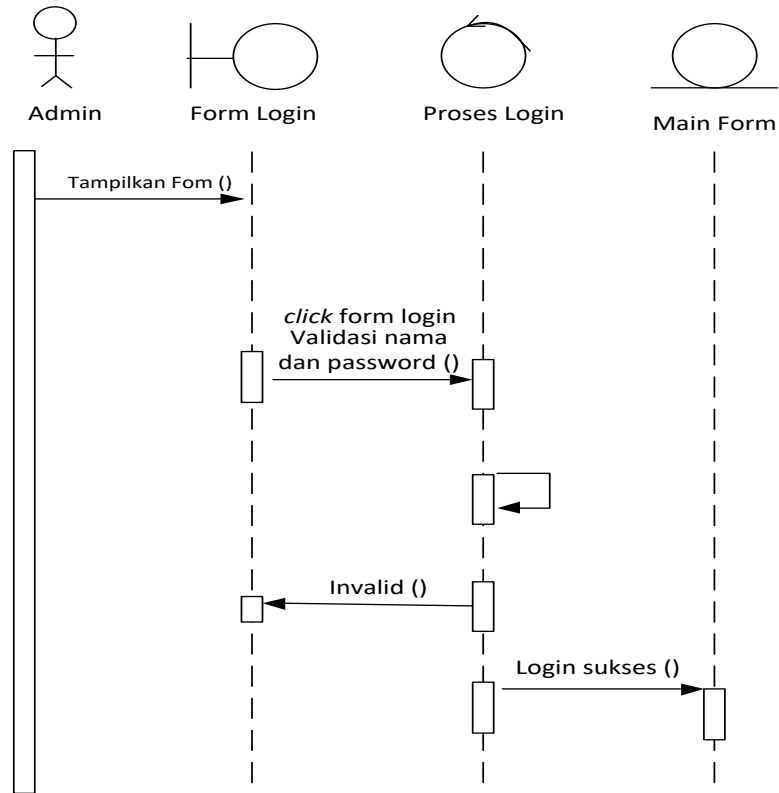 Admin
Form Login
Proses Login
Main Form
Tampilkan Fom ()
click form login
Validasi nama
dan password ()
Invalid ()
Login sukses ()